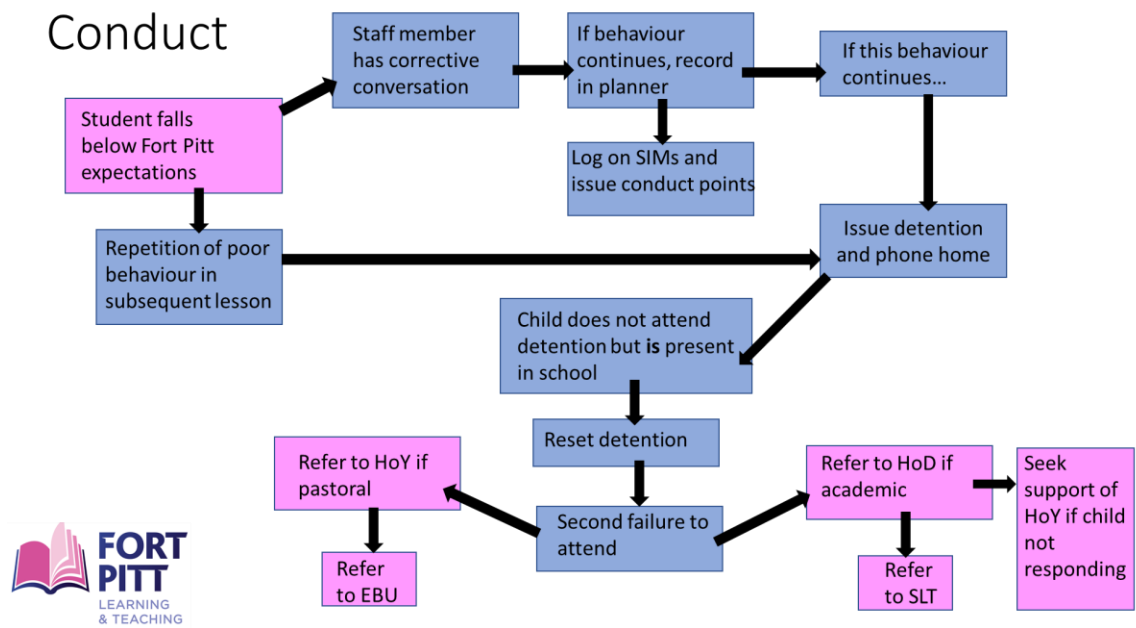 Conduct
Staff member
has corrective
conversation
If behaviour
continues, record
in planner
If this behaviour
continues...
Student falls
below Fort Pitt
expectations
Log on SIMs and
issue conduct points
Repetition of poor
behaviour in
subsequent lesson
Issue detention
and phone home
Child does not attend
detention but is present
in school
Reset detention
Refer to HoY if
pastoral
Second failure to
attend
Refer to HoD if
academic
Seek
support of
HoY if child
not
responding
Refer
to EBU
Refer
to SLT
FORT
PITT
LEARNING
& TEACHING